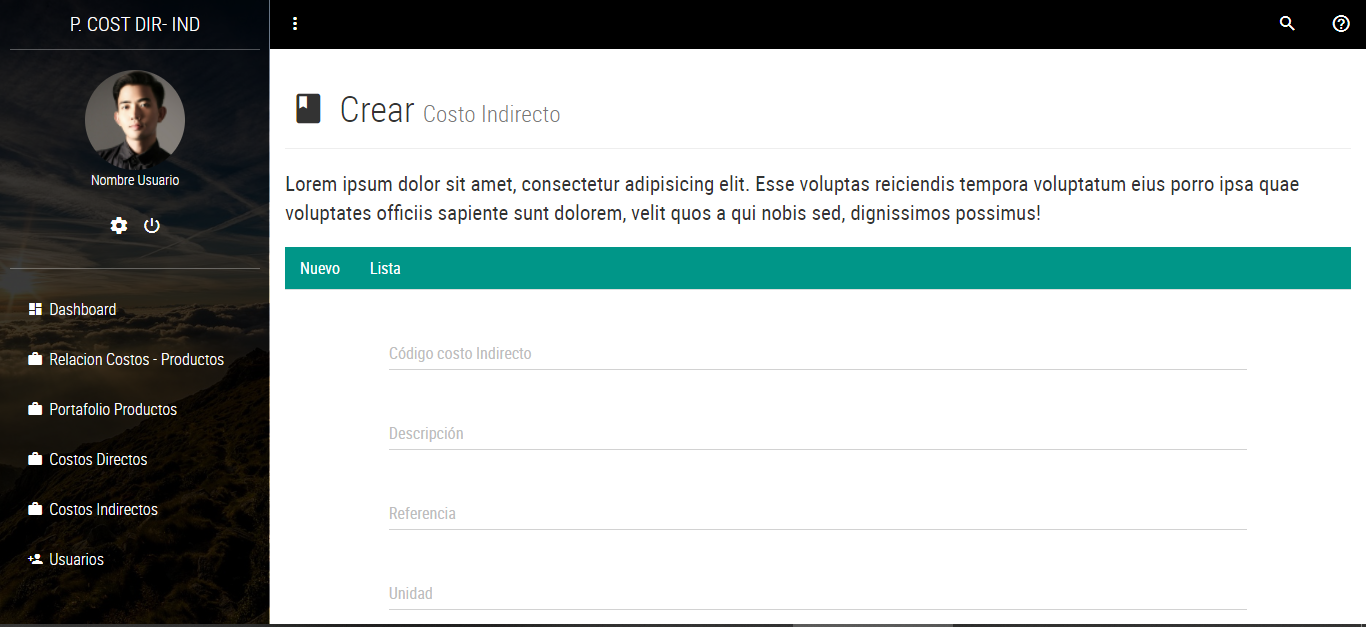 P. COST DIR- IND
Nombre Usuario
Dashboard
Relacion Costos - Productos
Portafolio Productos
Costos Directos
Costos Indirectos
Usuarios
Crear Costo Indirecto
Lorem ipsum dolor sit amet, consectetur adipisicing elit. Esse voluptas reiciendis tempora voluptatum eius porro ipsa quae
voluptates officiis sapiente sunt dolorem, velit quos a qui nobis sed, dignissimos possimus!
Nuevo Lista
Código costo Indirecto
Descripción
Referencia
Unidad